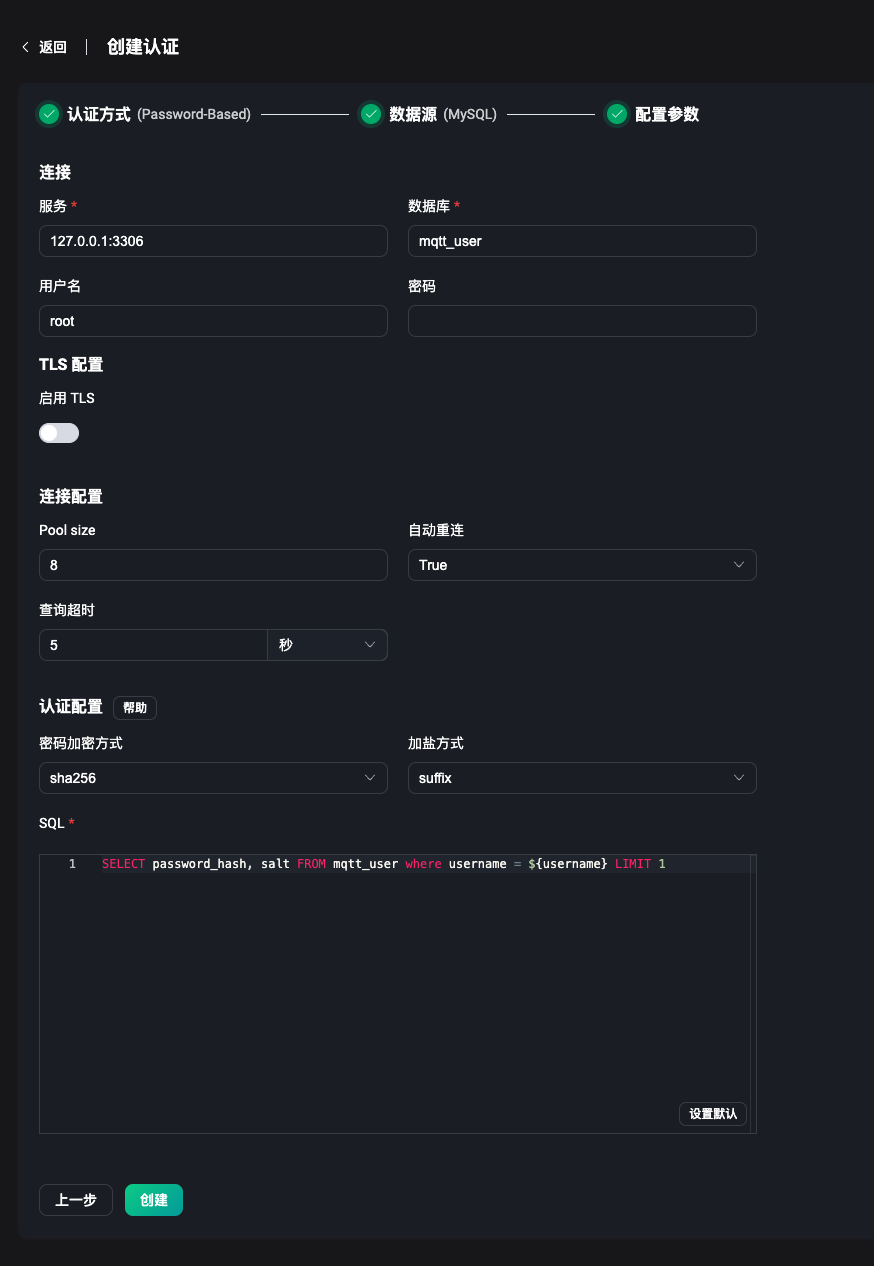 返回 创建认证
认证方式 (Password-Based) 数据源 (MySQL) 配置参数
连接
服务 * 数据库 *
127.0.0.1:3306 mqtt_user
用户名 密码
root
TLS 配置
启用 TLS
连接配置
Pool size 自动重连
8 True
查询超时
5 秒
认证配置 帮助
密码加密方式 加盐方式
sha256 suffix
SQL *
1 SELECT password_hash, salt FROM mqtt_user where username = ${username} LIMIT 1
设置默认
上一步 创建